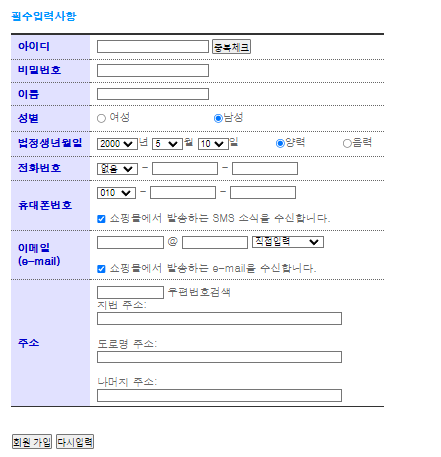 필수입력사항
아이디 중복체크
비밀번호
이름
성별 여성 남성
법정생년월일 2000 년 5 월 10 일 양력 음력
전화번호 없음 - -
휴대폰번호 010 - -
쇼핑몰에서 발송하는 SMS 소식을 수신합니다.
이메일 @ 직접입력
(e-mail) 쇼핑몰에서 발송하는 e-mail을 수신합니다.
우편번호검색
지번 주소:
주소
도로명 주소:
나머지 주소:
회원 가입 다시입력